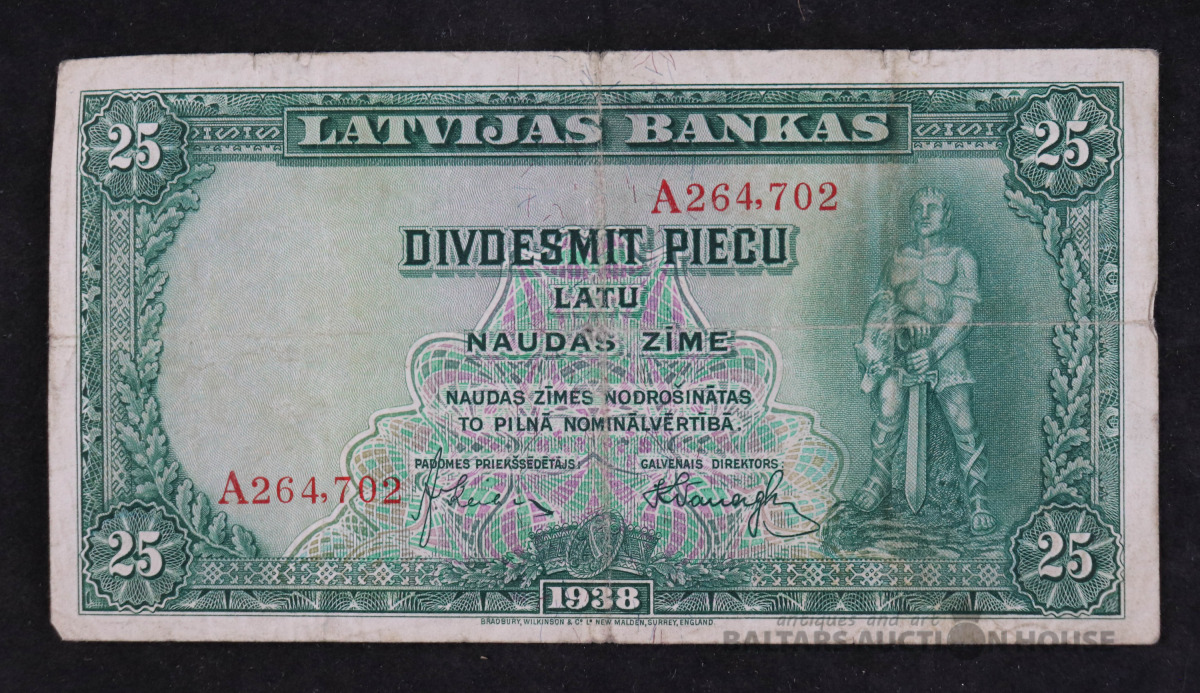 25
LATVIJAS BANKAS
25
A264,702
DIVDESMIT PIECU
LATU
NAUDAS ZĪME
NAUDAS ZĪMES NODROŠINĀTAS
TO PILNĀ NOMINĀLVĒRTĪBĀ.
PADOMES PRIEKŠSĒDĒTĀJS:
GALVENAIS DIREKTORS:
A264,702
25
25
1938
BRADBURY, WILKINSON & Cº Lᵈ NEW MALDEN, SURREY, ENGLAND
antiques and art
BALTARS AUCTION HOUSE